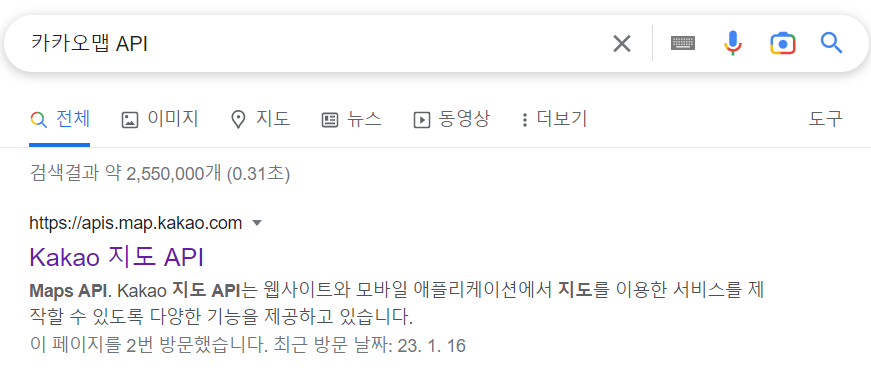 카카오맵 API
전체 이미지 지도 뉴스 동영상 더보기 도구
검색결과 약 2,550,000개 (0.31초)
https://apis.map.kakao.com
Kakao 지도 API
Maps API. Kakao 지도 API는 웹사이트와 모바일 애플리케이션에서 지도를 이용한 서비스를 제
작할 수 있도록 다양한 기능을 제공하고 있습니다.
이 페이지를 2번 방문했습니다. 최근 방문 날짜: 23. 1. 16